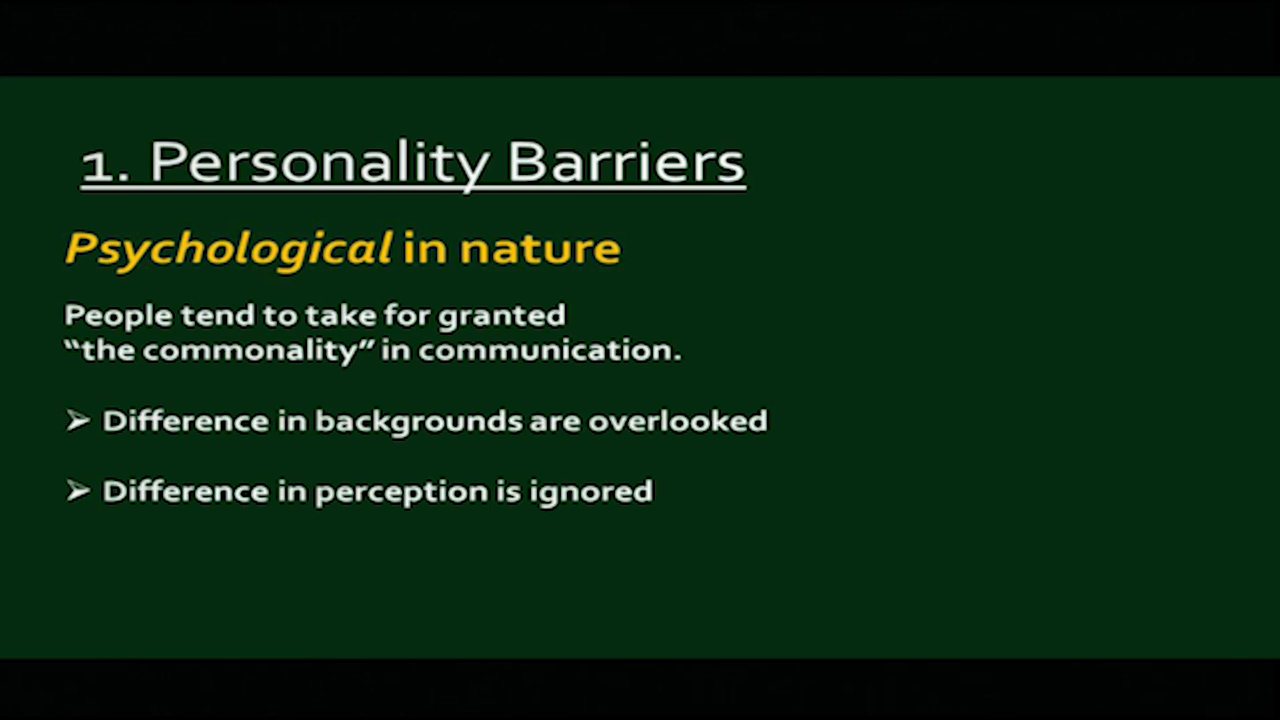 1. Personality Barriers
Psychological in nature
People tend to take for granted
“the commonality” in communication.
➢ Difference in backgrounds are overlooked
➢ Difference in perception is ignored